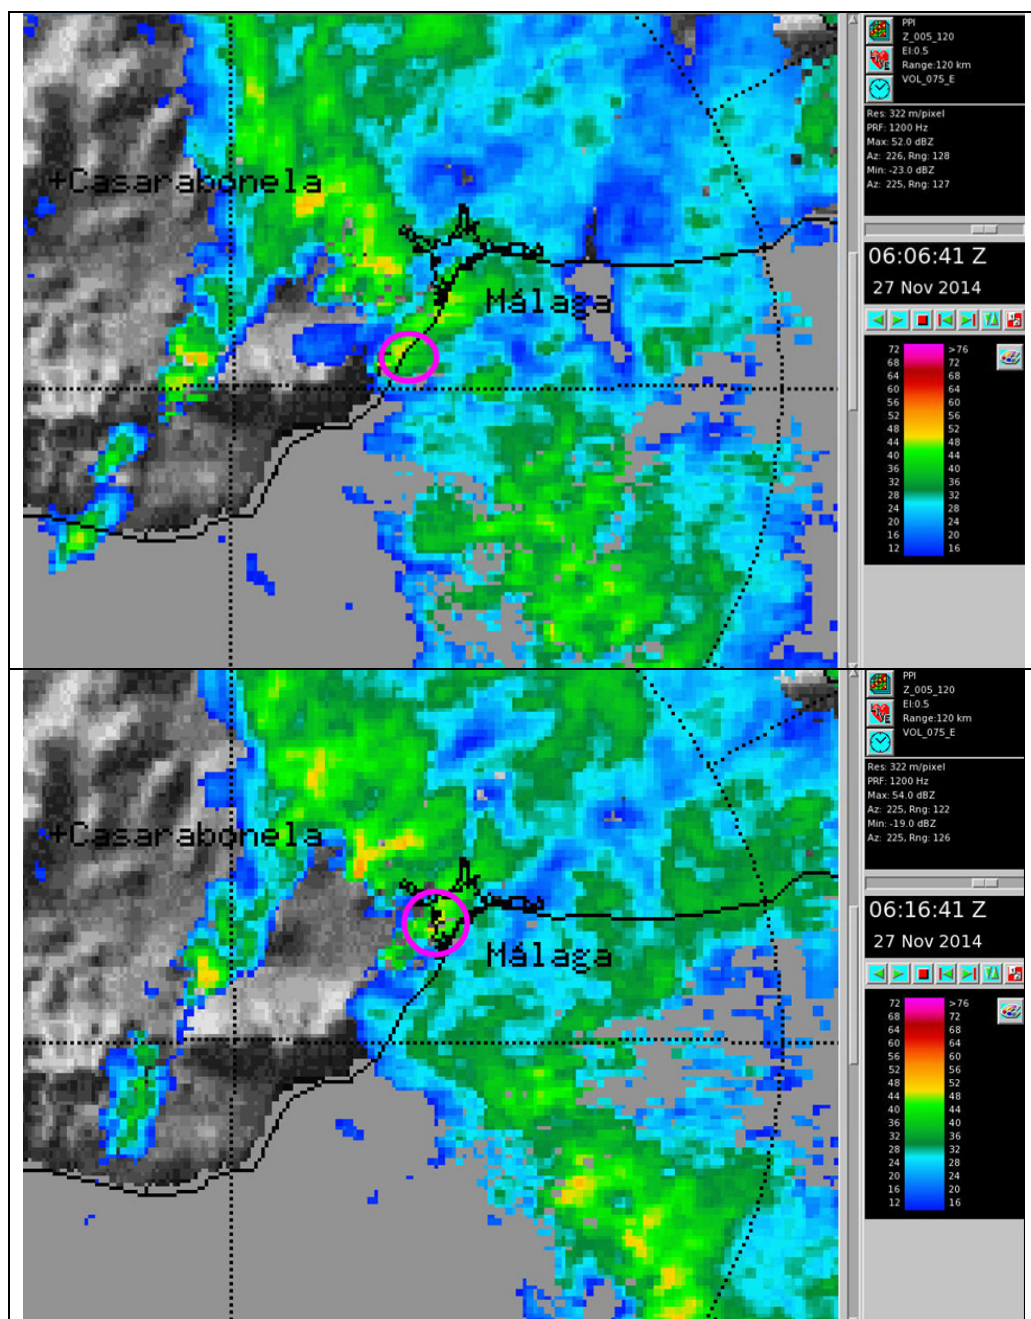 PPI
Z_005_120
El:0.5
Range:120 km
VOL_075_E
Res: 322 m/pixel
PRF: 1200 Hz
Max: 52.0 dBZ
Az: 226, Rng: 128
Min: -23.0 dBZ
Az: 225, Rng: 127
+Casarabonela
Málaga
06:06:41 Z
27 Nov 2014
72 >76
68 72
64 68
60 64
56 60
52 56
48 52
44 48
40 44
36 40
32 36
28 32
24 28
20 24
16 20
12 16
PPI
Z_005_120
El:0.5
Range:120 km
VOL_075_E
Res: 322 m/pixel
PRF: 1200 Hz
Max: 54.0 dBZ
Az: 225, Rng: 122
Min: -19.0 dBZ
Az: 225, Rng: 126
+Casarabonela
Málaga
06:16:41 Z
27 Nov 2014
72 >76
68 72
64 68
60 64
56 60
52 56
48 52
44 48
40 44
36 40
32 36
28 32
24 28
20 24
16 20
12 16